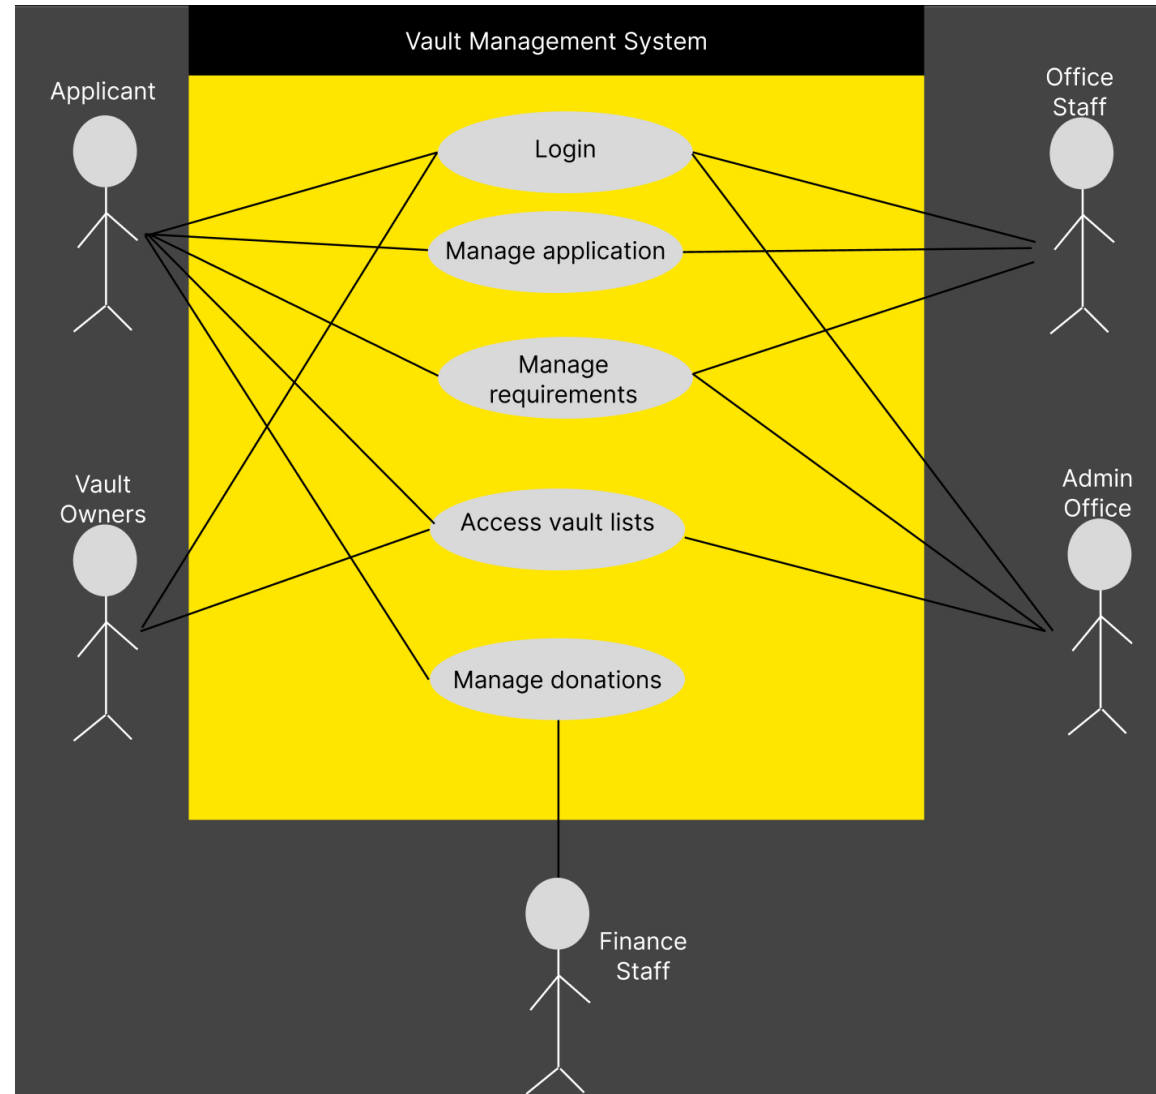 Vault Management System
Applicant
Office
Staff
Login
Manage application
Manage
requirements
Vault
Owners
Admin
Office
Access vault lists
Manage donations
Finance
Staff